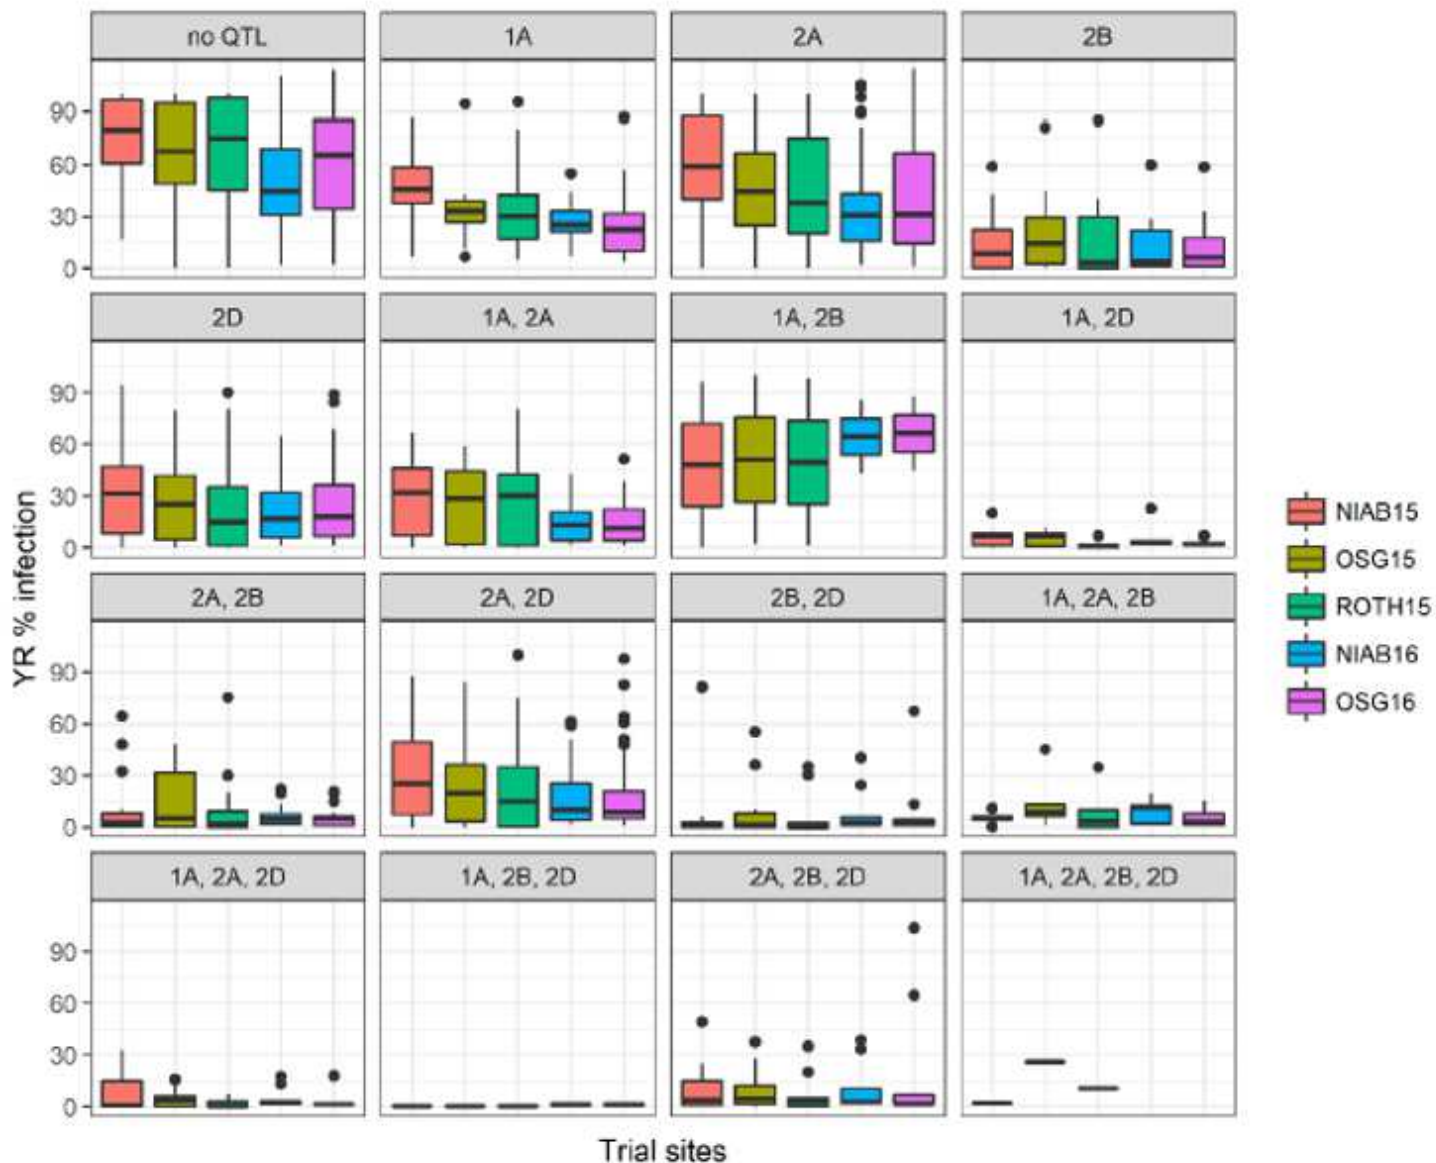 no QTL
1A
2A
2B
90
60
30
0
2D
1A, 2A
1A, 2B
1A, 2D
90
60
30
0
2A, 2B
2A, 2D
2B, 2D
1A, 2A, 2B
90
60
30
0
1A, 2A, 2D
1A, 2B, 2D
2A, 2B, 2D
1A, 2A, 2B, 2D
90
60
30
0
YR % infection
Trial sites
NIAB15
OSG15
ROTH15
NIAB16
OSG16